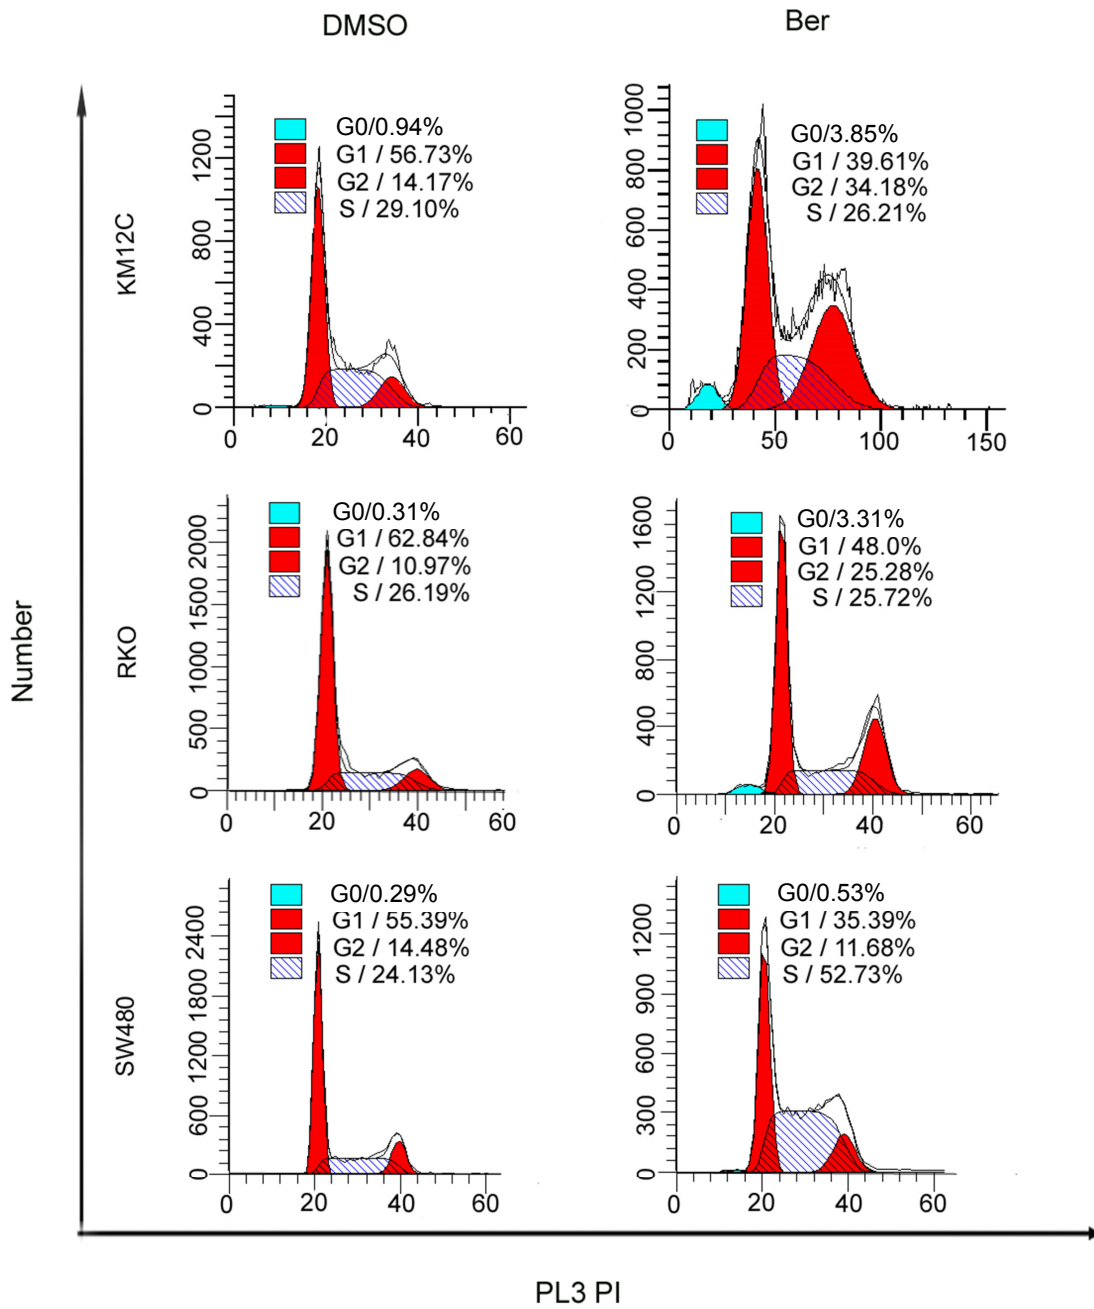 DMSO
Ber
KM12C
G0/0.94%
G1 / 56.73%
G2 / 14.17%
S / 29.10%
1200
800
400
0
0 20 40 60
G0/3.85%
G1 / 39.61%
G2 / 34.18%
S / 26.21%
1000
800
600
400
200
0
0 50 100 150
Number
RKO
G0/0.31%
G1 / 62.84%
G2 / 10.97%
S / 26.19%
2000
1500
1000
500
0
0 20 40 60
G0/3.31%
G1 / 48.0%
G2 / 25.28%
S / 25.72%
1600
1200
800
400
0
0 20 40 60
SW480
G0/0.29%
G1 / 55.39%
G2 / 14.48%
S / 24.13%
2400
1800
1200
600
0
0 20 40 60
G0/0.53%
G1 / 35.39%
G2 / 11.68%
S / 52.73%
1200
900
600
300
0
0 20 40 60
PL3 PI